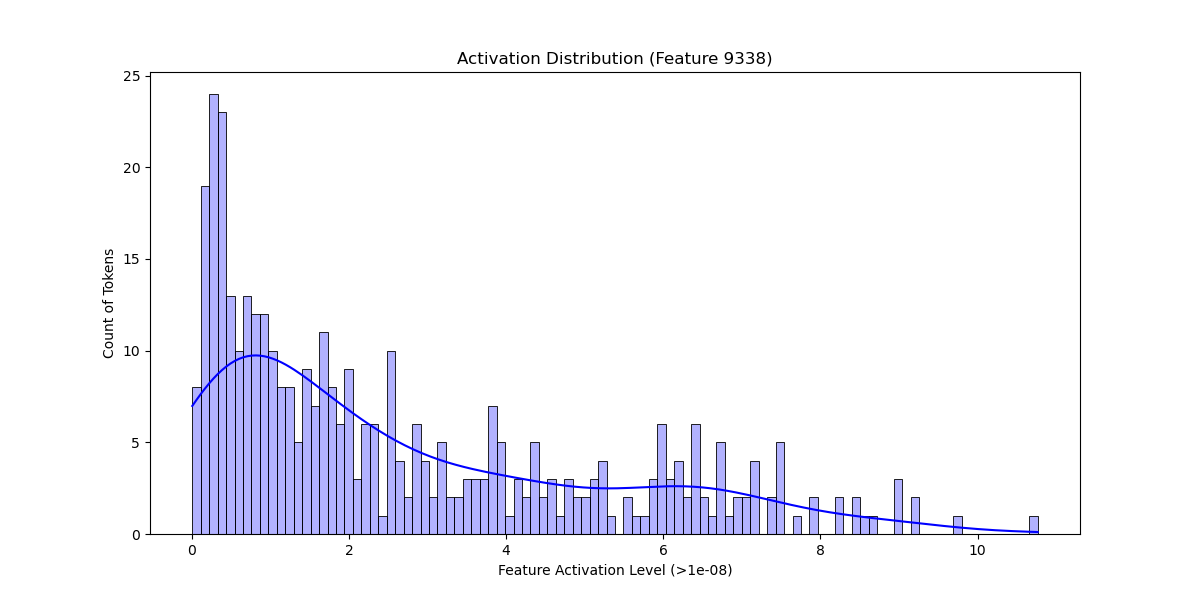 Activation Distribution (Feature 9338)
25
20
15
10
5
0
Count of Tokens
0 2 4 6 8 10
Feature Activation Level (>1e-08)